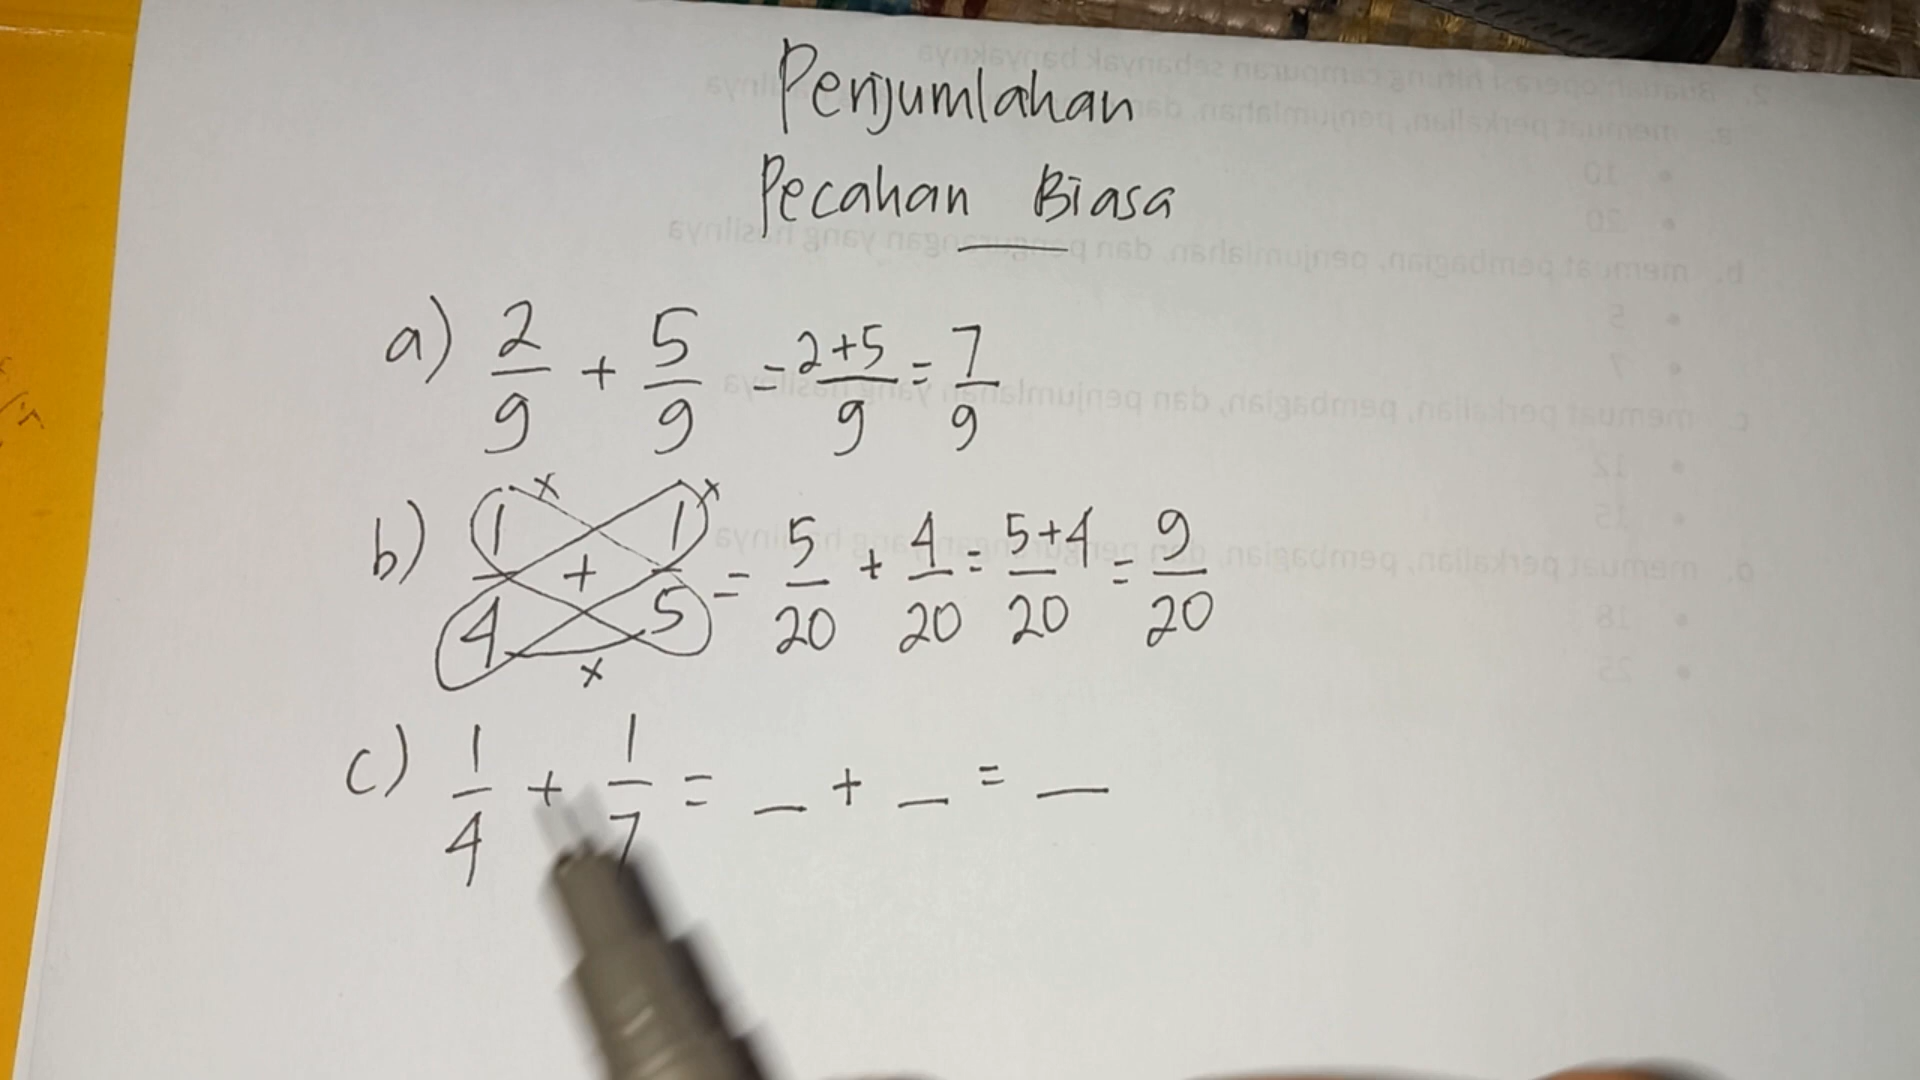 Penjumlahan
Pecahan Biasa
a) 2/9 + 5/9 = 2+5/9 = 7/9
b) 1/4 + 1/5 = 5/20 + 4/20 = 5+4/20 = 9/20
c) 1/4 + 1/7 = _ + _ = _